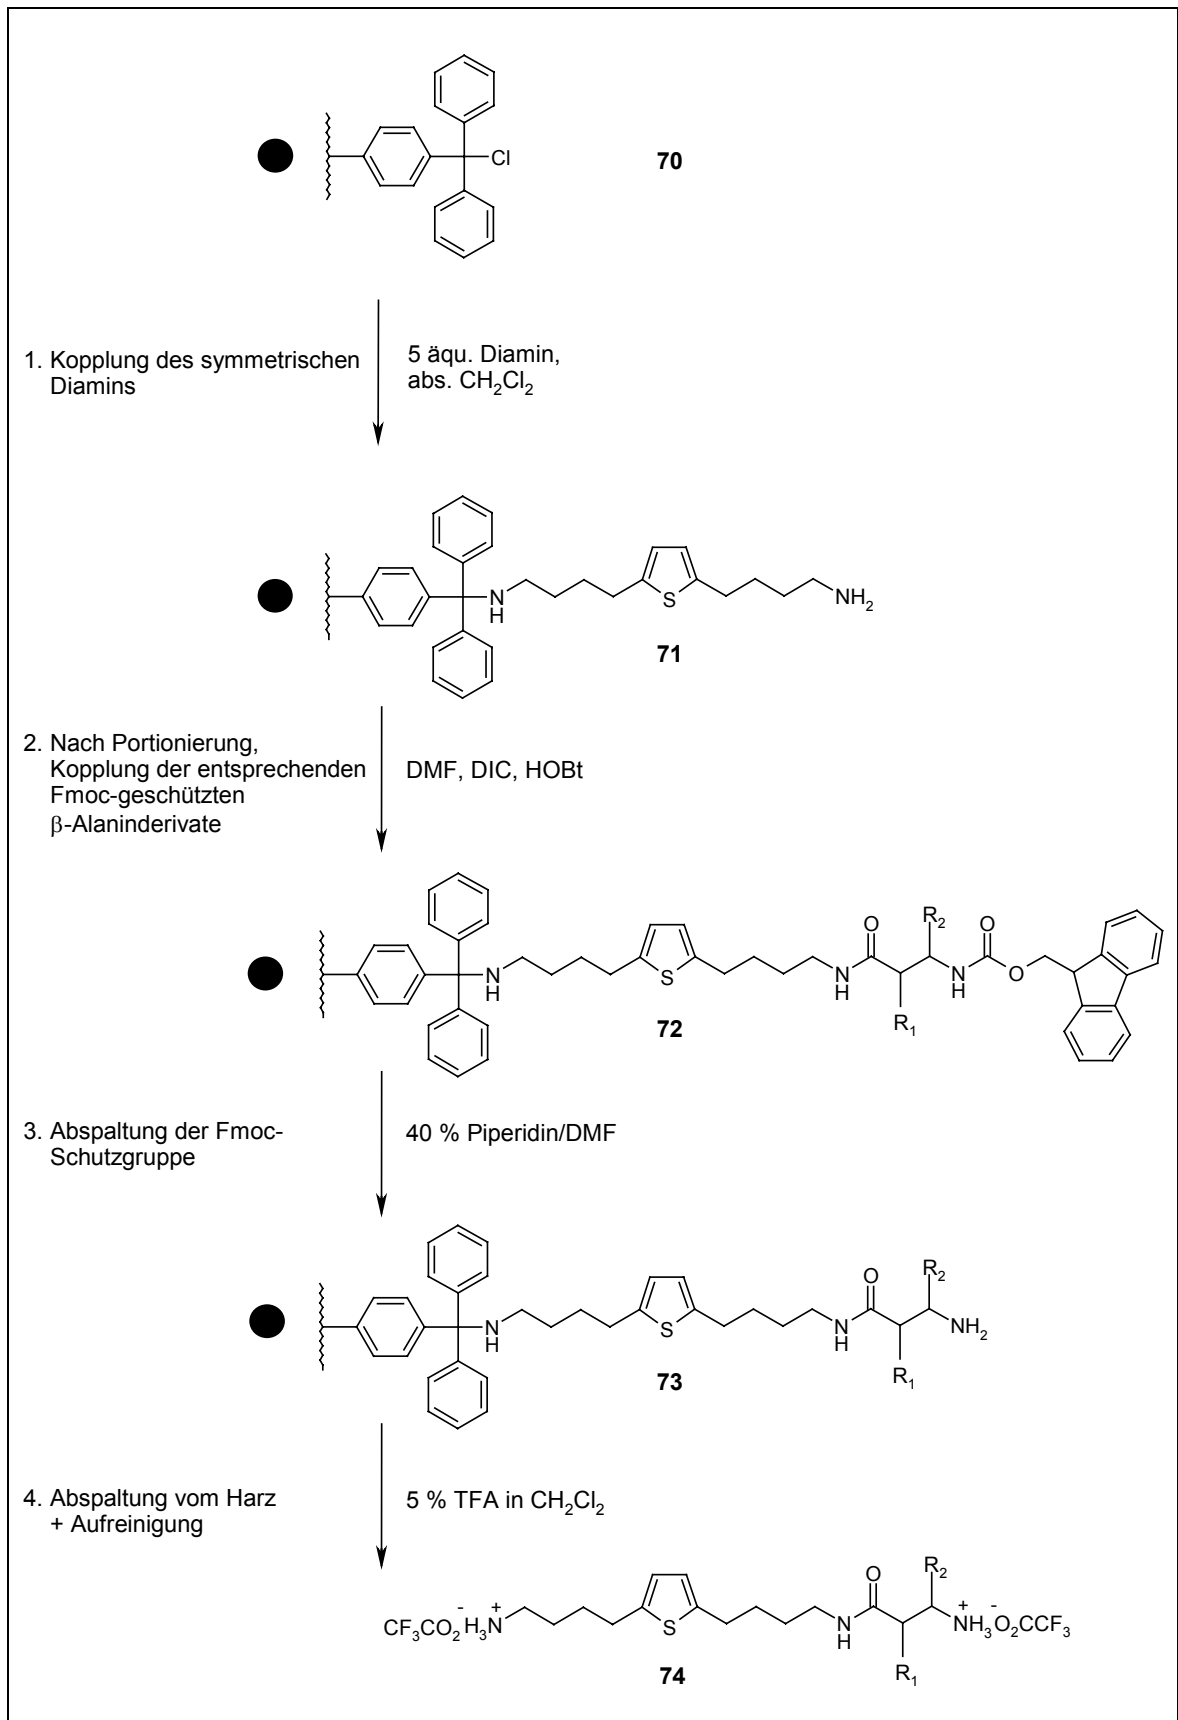 Cl
70
1. Kopplung des symmetrischen
Diamins
5 äqu. Diamin,
abs. CH2Cl2
N
H
S
NH2
71
2. Nach Portionierung,
Kopplung der entsprechenden
Fmoc-geschützten
β-Alaninderivate
DMF, DIC, HOBt
N
H
S
N
H
O
R1
R2
N
H
O
O
72
3. Abspaltung der Fmoc-
Schutzgruppe
40 % Piperidin/DMF
N
H
S
N
H
O
R1
R2
NH2
73
4. Abspaltung vom Harz
+ Aufreinigung
5 % TFA in CH2Cl2
CF3CO2- H3N+
S
N
H
O
R1
R2
NH3+ -O2CCF3
74